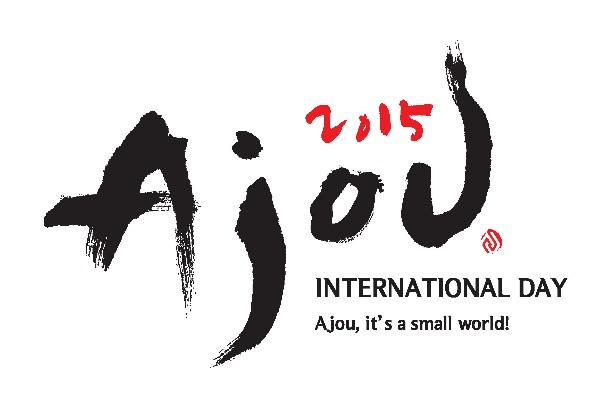 2015
Ajou
INTERNATIONAL DAY
Ajou, it's a small world!